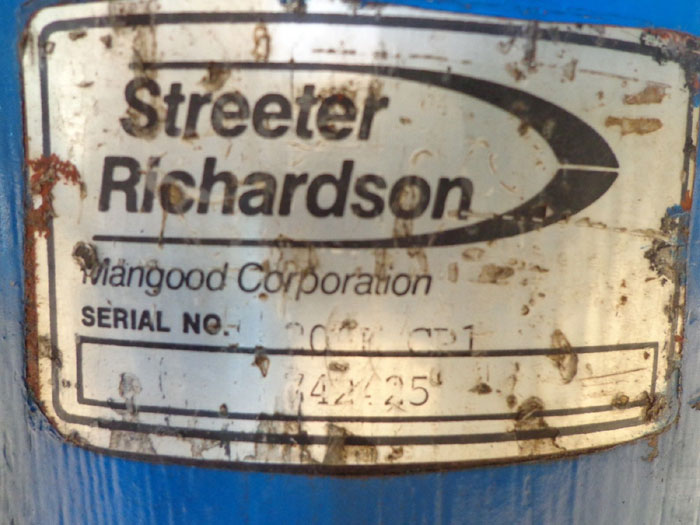 Streeter
Richardson
Mangood Corporation
SERIAL NO.